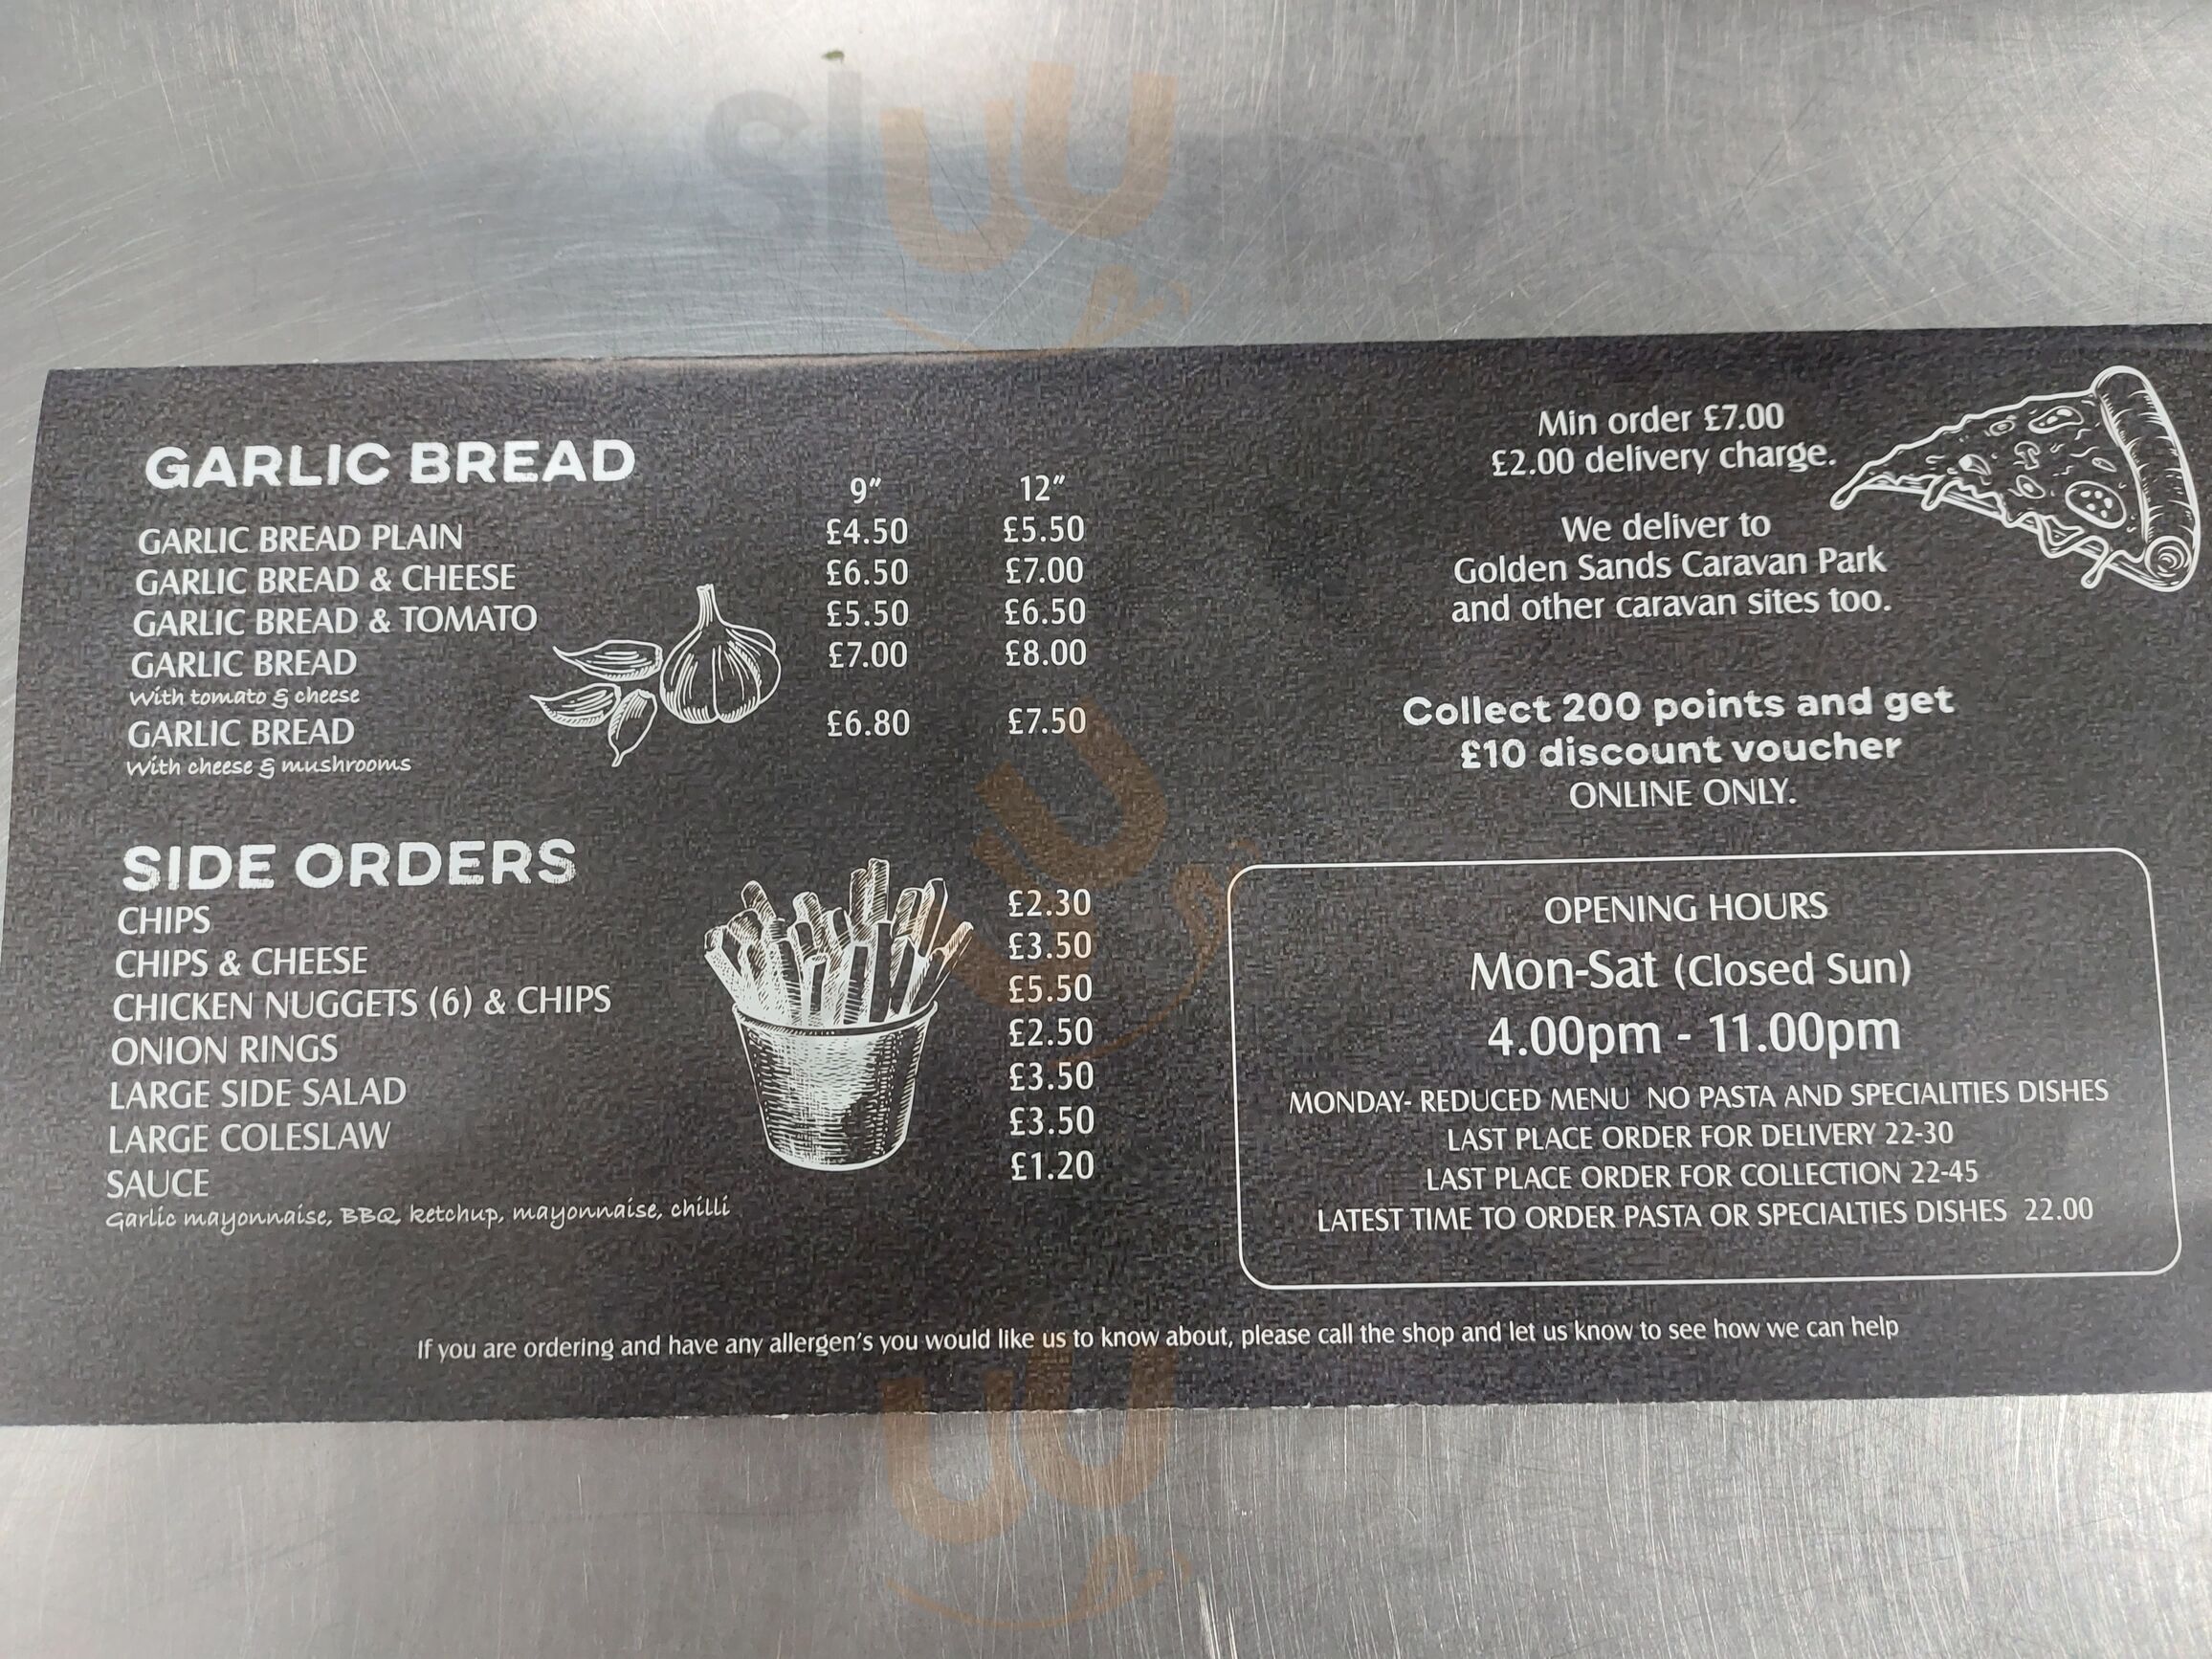 GARLIC BREAD
9” 12”
GARLIC BREAD PLAIN £4.50 £5.50
GARLIC BREAD & CHEESE £6.50 £7.00
GARLIC BREAD & TOMATO £5.50 £6.50
GARLIC BREAD £7.00 £8.00
With tomato & cheese
GARLIC BREAD £6.80 £7.50
With cheese & mushrooms
SIDE ORDERS
CHIPS £2.30
CHIPS & CHEESE £3.50
CHICKEN NUGGETS (6) & CHIPS £5.50
ONION RINGS £2.50
LARGE SIDE SALAD £3.50
LARGE COLESLAW £3.50
SAUCE £1.20
Garlic mayonnaise, BBQ, ketchup, mayonnaise, chilli
Min order £7.00
£2.00 delivery charge.
We deliver to
Golden Sands Caravan Park
and other caravan sites too.
Collect 200 points and get
£10 discount voucher
ONLINE ONLY.
OPENING HOURS
Mon-Sat (Closed Sun)
4.00pm - 11.00pm
MONDAY- REDUCED MENU NO PASTA AND SPECIALITIES DISHES
LAST PLACE ORDER FOR DELIVERY 22-30
LAST PLACE ORDER FOR COLLECTION 22-45
LATEST TIME TO ORDER PASTA OR SPECIALTIES DISHES 22.00
If you are ordering and have any allergen’s you would like us to know about, please call the shop and let us know to see how we can help